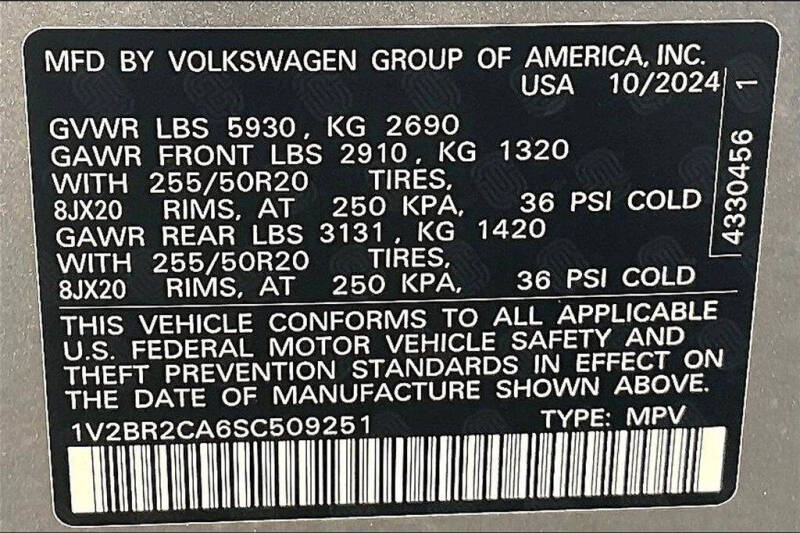 MFD BY VOLKSWAGEN GROUP OF AMERICA, INC.
USA 10/2024
GVWR LBS 5930, KG 2690
GAWR FRONT LBS 2910, KG 1320
WITH 255/50R20 TIRES,
8JX20 RIMS, AT 250 KPA, 36 PSI COLD
GAWR REAR LBS 3131, KG 1420
WITH 255/50R20 TIRES,
8JX20 RIMS, AT 250 KPA, 36 PSI COLD
4330456 1
THIS VEHICLE CONFORMS TO ALL APPLICABLE
U.S. FEDERAL MOTOR VEHICLE SAFETY AND
THEFT PREVENTION STANDARDS IN EFFECT ON
THE DATE OF MANUFACTURE SHOWN ABOVE.
1V2BR2CA6SC509251 TYPE: MPV